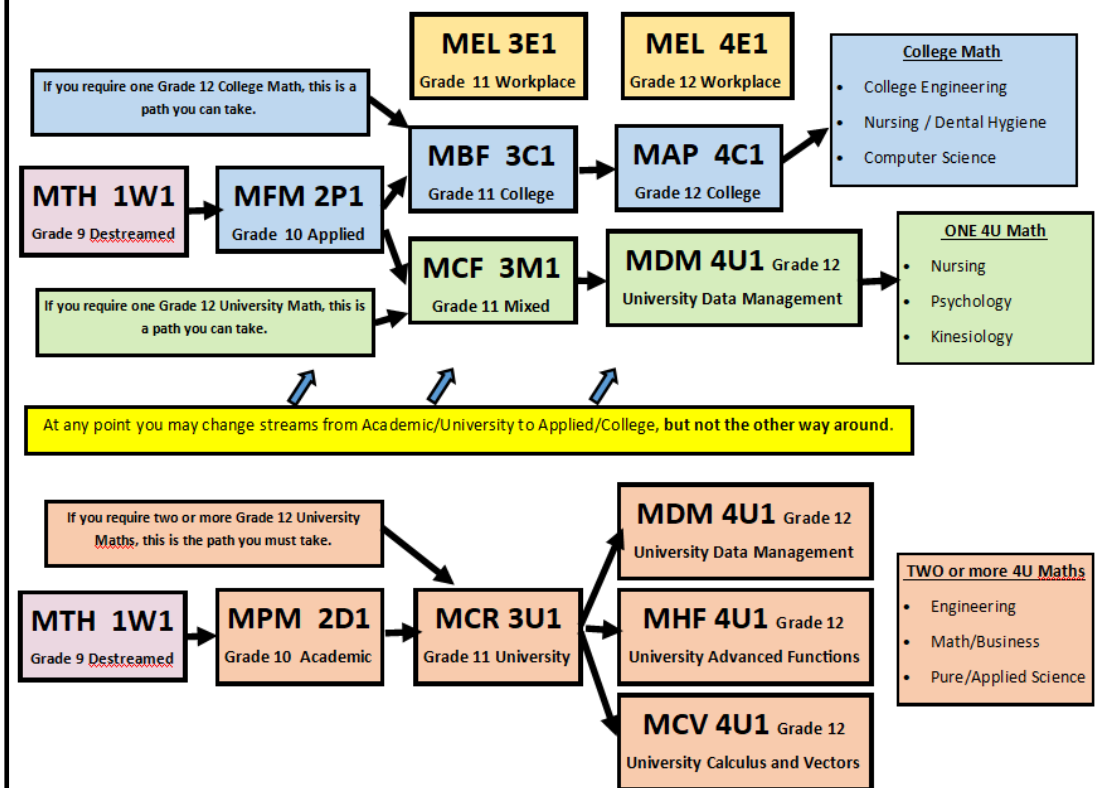 MEL 3E1
Grade 11 Workplace
MEL 4E1
Grade 12 Workplace
College Math
• College Engineering
• Nursing / Dental Hygiene
• Computer Science
If you require one Grade 12 College Math, this is a
path you can take.
MBF 3C1
Grade 11 College
MAP 4C1
Grade 12 College
MTH 1W1
Grade 9 Destreamed
MFM 2P1
Grade 10 Applied
MCF 3M1
Grade 11 Mixed
MDM 4U1 Grade 12
University Data Management
ONE 4U Math
• Nursing
• Psychology
• Kinesiology
If you require one Grade 12 University Math, this is
a path you can take.
At any point you may change streams from Academic/University to Applied/College, but not the other way around.
If you require two or more Grade 12 University
Maths, this is the path you must take.
MTH 1W1
Grade 9 Destreamed
MPM 2D1
Grade 10 Academic
MCR 3U1
Grade 11 University
MDM 4U1 Grade 12
University Data Management
MHF 4U1 Grade 12
University Advanced Functions
MCV 4U1 Grade 12
University Calculus and Vectors
TWO or more 4U Maths
• Engineering
• Math/Business
• Pure/Applied Science